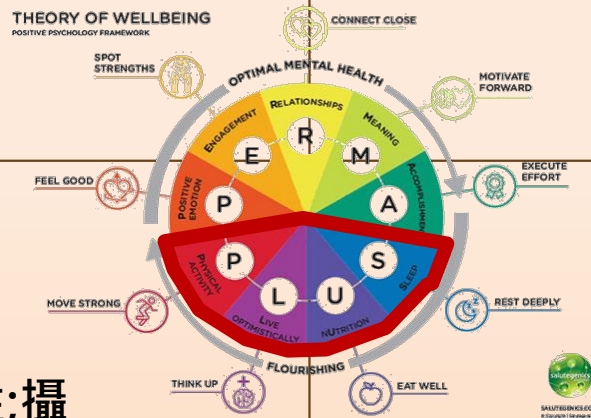 THEORY OF WELLBEING
POSITIVE PSYCHOLOGY FRAMEWORK
CONNECT CLOSE
SPOT
STRENGTHS
OPTIMAL MENTAL HEALTH
MOTIVATE
FORWARD
RELATIONSHIPS
ENGAGEMENT
MEANING
R
E
M
FEEL GOOD
POSITIVE
EMOTION
P
A
ACCOMPLISHMENT
EXECUTE
EFFORT
PHYSICAL
ACTIVITY
P
S
SLEEP
L
U
MOVE STRONG
LIVE
OPTIMISTICALLY
NUTRITION
REST DEEPLY
FLOURISHING
THINK UP
EAT WELL
攝
salutegenics